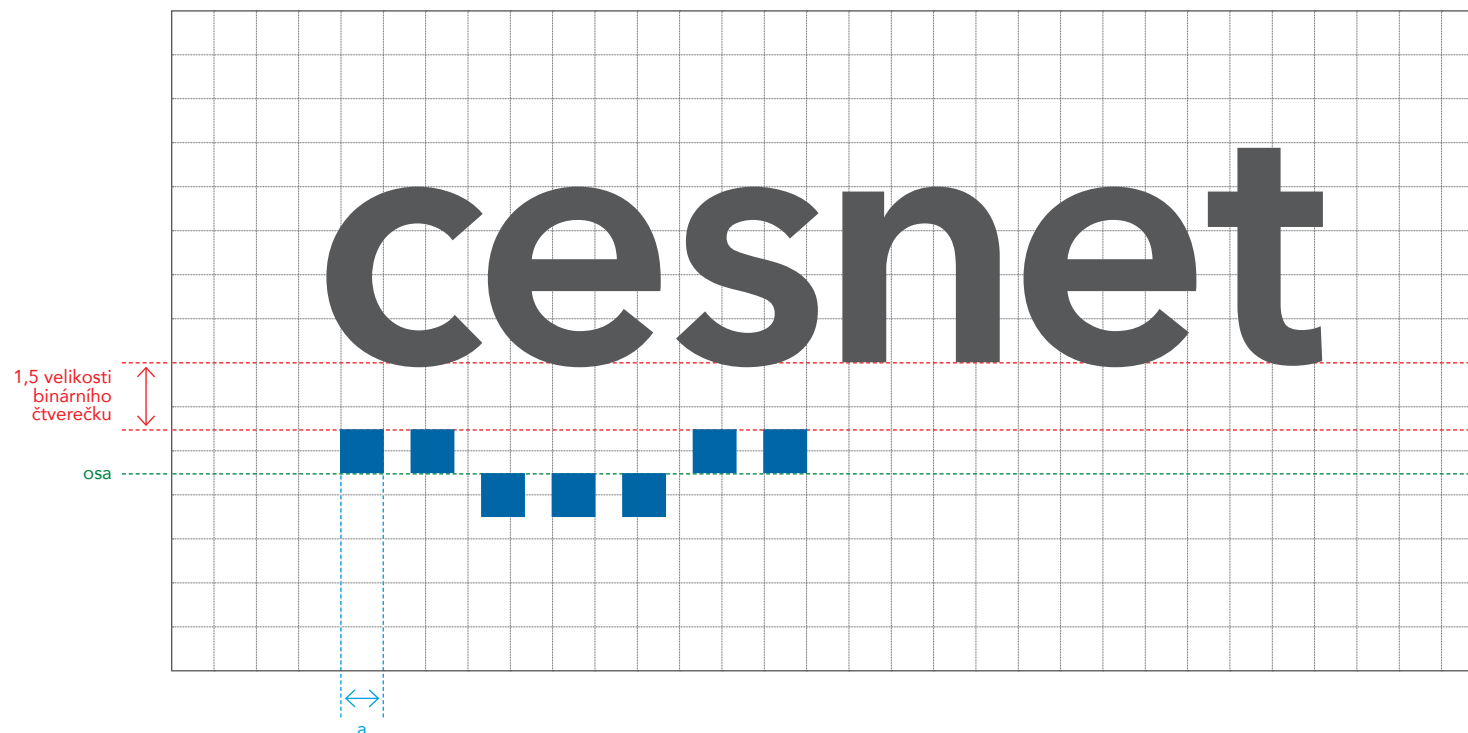 cesnet
1,5 velikosti
binárního
čtverečku
osa
a